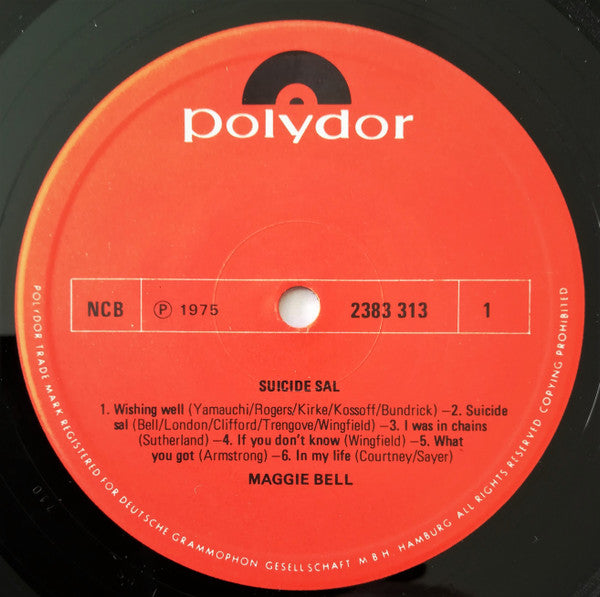 polydor
NCB
℗ 1975
2383 313
1
SUICIDE SAL
1. Wishing well (Yamauchi/Rogers/Kirke/Kossoff/Bundrick) –2. Suicide
sal (Bell/London/Clifford/Trengove/Wingfield) –3. I was in chains
(Sutherland) –4. If you don't know (Wingfield) –5. What
you got (Armstrong) –6. In my life (Courtney/Sayer)
MAGGIE BELL
POLYDOR TRADE MARK REGISTERED FOR DEUTSCHE GRAMMOPHON GESELLSCHAFT M B H. HAMBURG ALL RIGHTS RESERVED COPYING PROHIBITED